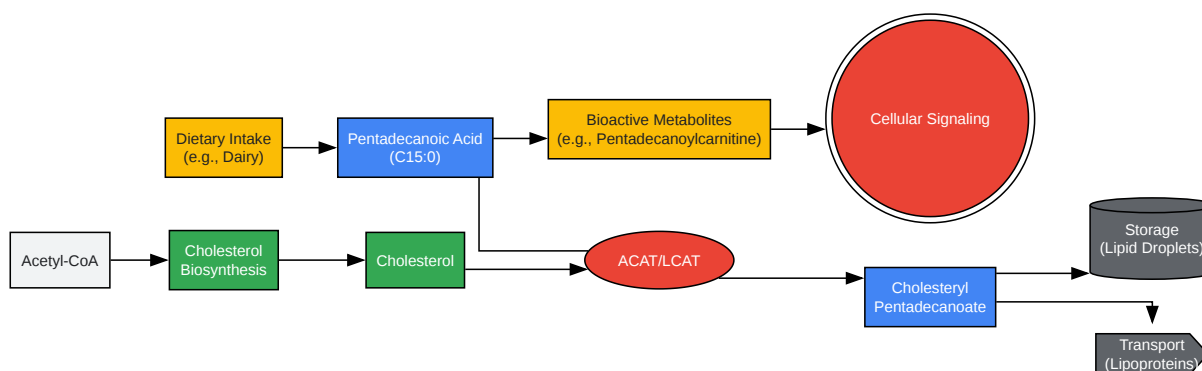 Dietary Intake
(e.g., Dairy)
Pentadecanoic Acid
(C15:0)
Bioactive Metabolites
(e.g., Pentadecanoylcarnitine)
Cellular Signaling
Acetyl-CoA
Cholesterol
Biosynthesis
Cholesterol
ACAT/LCAT
Cholesteryl
Pentadecanoate
Storage
(Lipid Droplets)
Transport
(Lipoproteins)